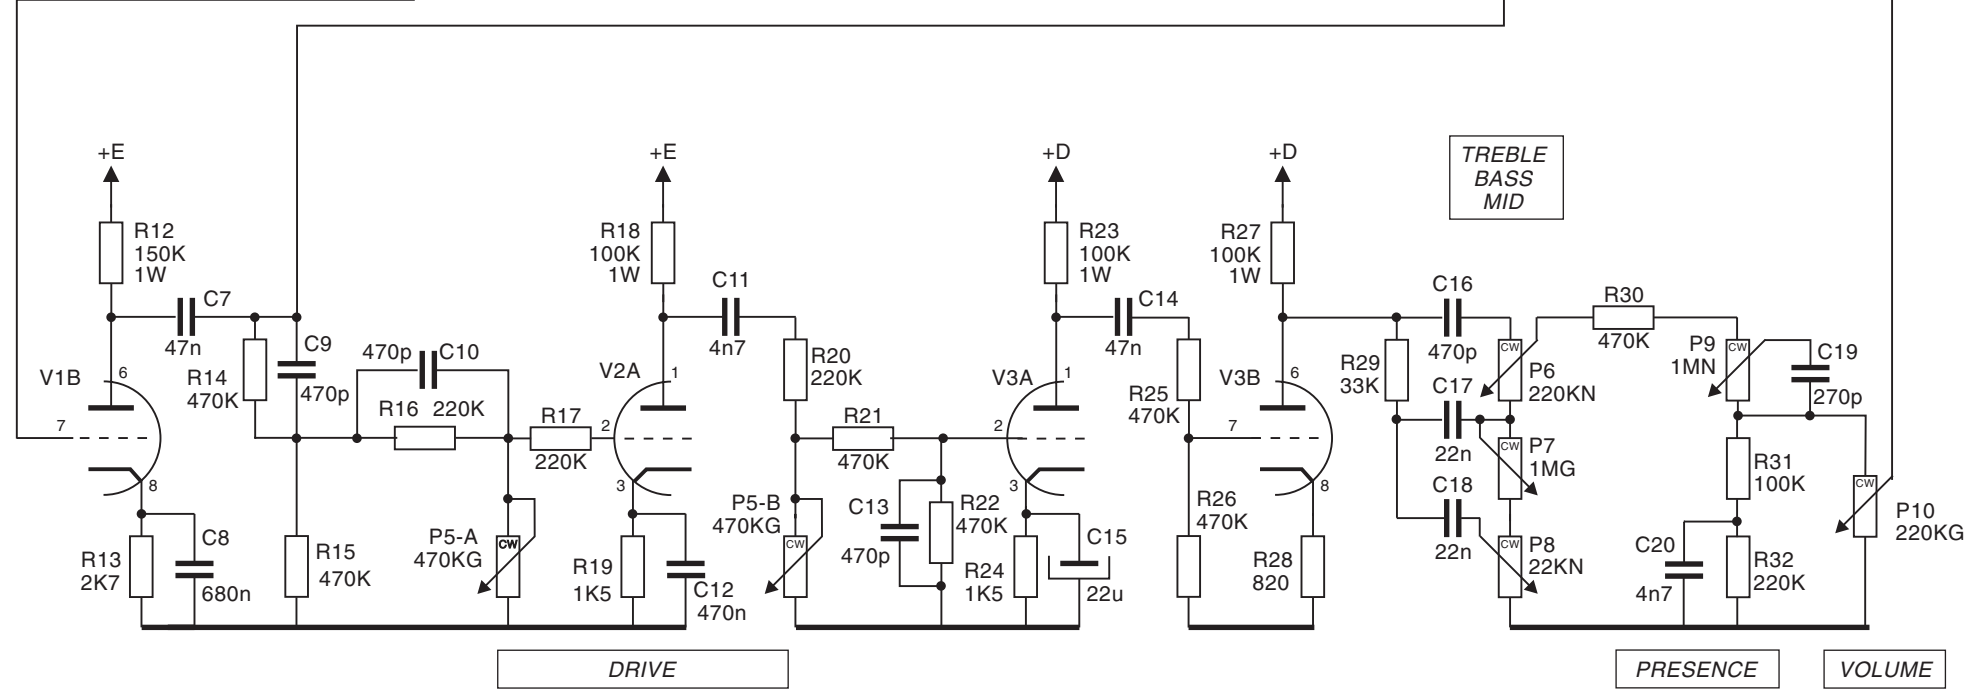 +E
+E
+D
+D
TREBLE
BASS
MID
R12
150K
1W
R18
100K
1W
R23
100K
1W
R27
100K
1W
C7
47n
C11
4n7
C14
47n
C16
470p
R30
470K
V1B
6
7
8
R14
470K
C9
470p
470p
C10
R16
220K
R17
220K
V2A
1
2
3
R20
220K
R21
470K
V3A
1
2
3
R25
470K
V3B
6
7
8
R29
33K
C17
22n
C18
22n
CW
P6
220KN
CW
P7
1MG
CW
P8
22KN
P9
1MN
CW
C19
270p
R31
100K
CW
P10
220KG
R13
2K7
C8
680n
R15
470K
P5-A
470KG
CW
R19
1K5
C12
470n
P5-B
470KG
CW
C13
470p
R22
470K
R24
1K5
C15
22u
R26
470K
R28
820
C20
4n7
R32
220K
DRIVE
PRESENCE
VOLUME